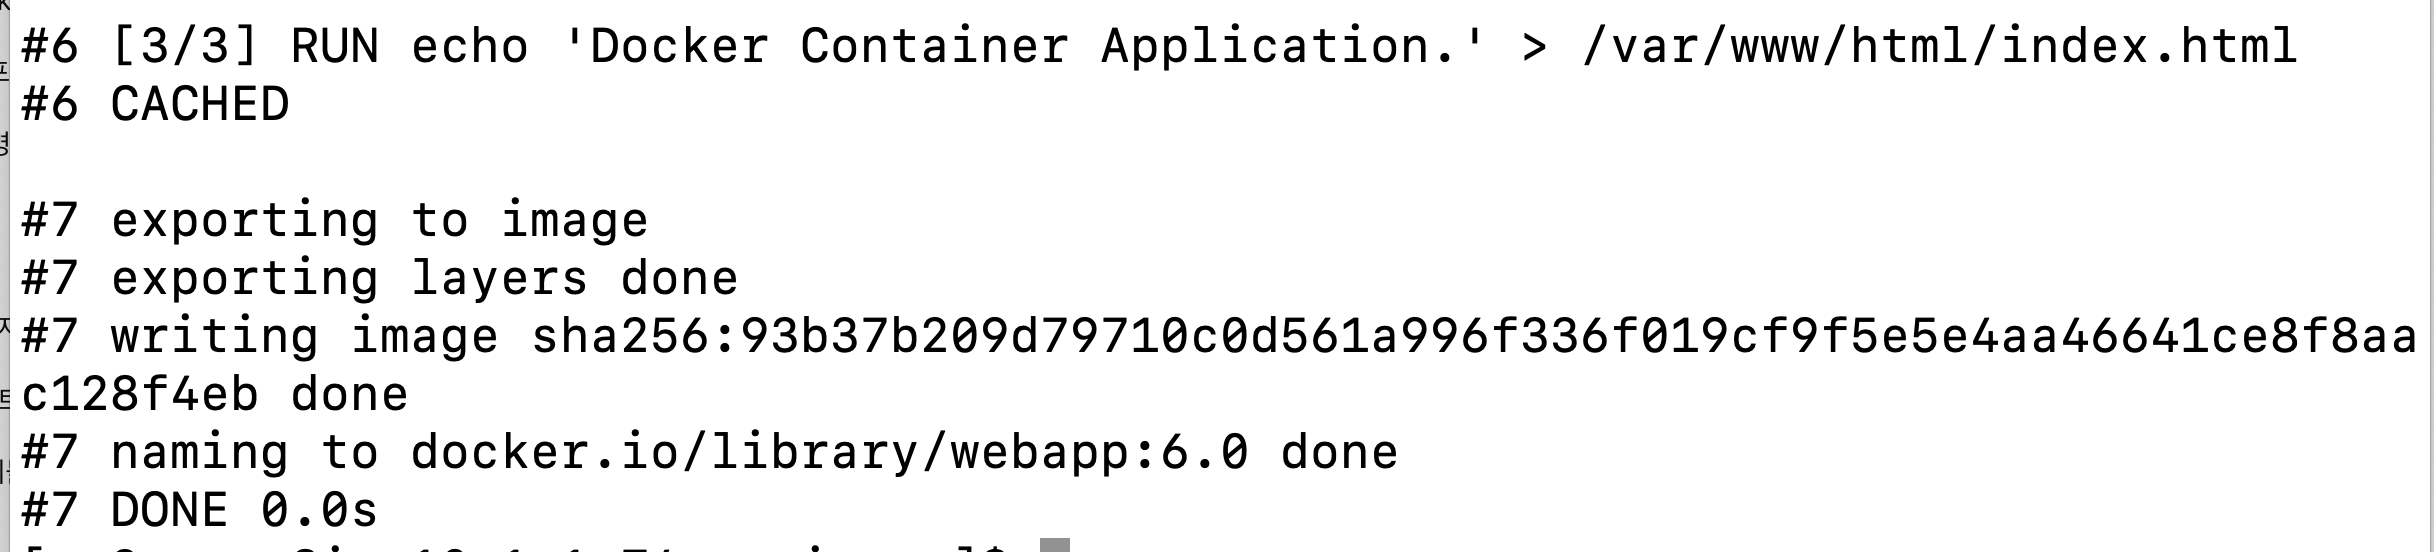 #6 [3/3] RUN echo 'Docker Container Application.' > /var/www/html/index.html
#6 CACHED
#7 exporting to image
#7 exporting layers done
#7 writing image sha256:93b37b209d79710c0d561a996f336f019cf9f5e5e4aa46641ce8f8aa
c128f4eb done
#7 naming to docker.io/library/webapp:6.0 done
#7 DONE 0.0s